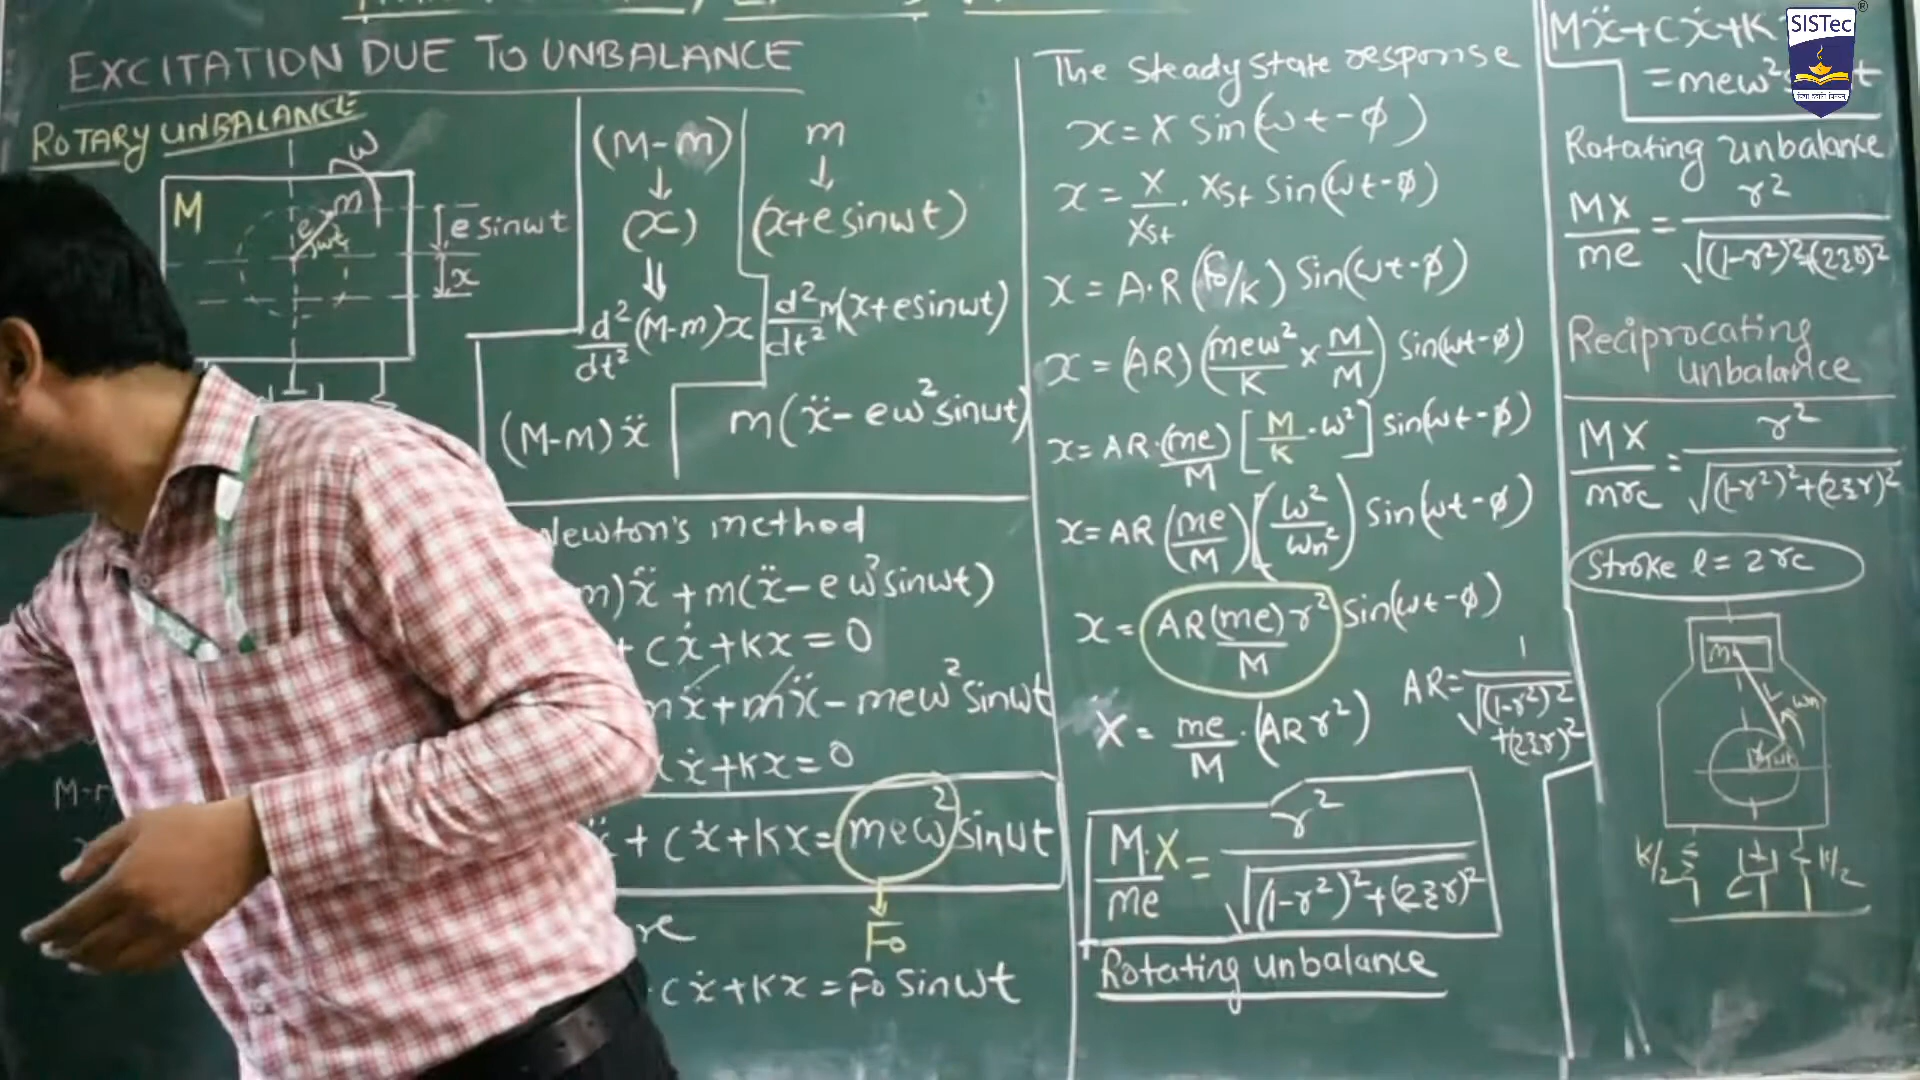 EXCITATION DUE TO UNBALANCE
ROTARY UNBALANCE
ω
M
m
e
ωt
e sinωt
x
(M-m)
↓
(x)
⇓
d²/dt² (M-m)x
(M-m)ẍ
m
↓
(x+e sinωt)
d²/dt² m(x+esinωt)
m(ẍ - eω² sinωt)
Newton's method
m)ẍ + m(ẍ - eω² sinωt)
+ cẋ + Kx = 0
mẍ + mẍ - meω² sinωt
ẋ + Kx = 0
+ Cẋ + Kx = meω² sinωt
F₀
cẋ + Kx = F₀ sinωt
The Steady State response
x = X Sin(ωt-φ)
x = X/Xst . Xst Sin(ωt-φ)
x = A.R (F₀/K) Sin(ωt-φ)
x = (AR) (meω²/K × M/M) Sin(ωt-φ)
x = AR.(me)/M [M/K . ω²] sin(ωt-φ)
x = AR (me/M) (ω²/ωn²) Sin(ωt-φ)
x = AR(me)r²/M Sin(ωt-φ)
X = me/M . (AR r²)
AR = 1/√(1-r²)²+(2ξr)²
M.X/me = r²/√(1-r²)²+(2ξr)²
Rotating unbalance
Mẍ+Cẋ+K
= meω² s t
SISTec
®
Rotating unbalance
MX/me = r²/√(1-r²)²+(2ξr)²
Reciprocating
unbalance
MX/mrc = r²/√(1-r²)²+(2ξr)²
Stroke l = 2rc
m
L
K/2
C
K/2